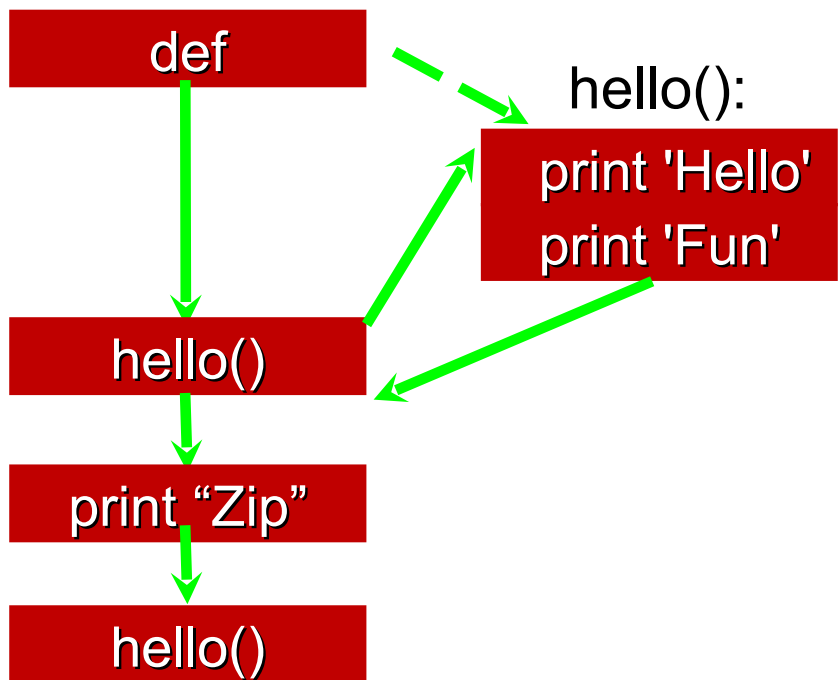 def
hello():
print 'Hello'
print 'Fun'
hello()
print “Zip”
hello()